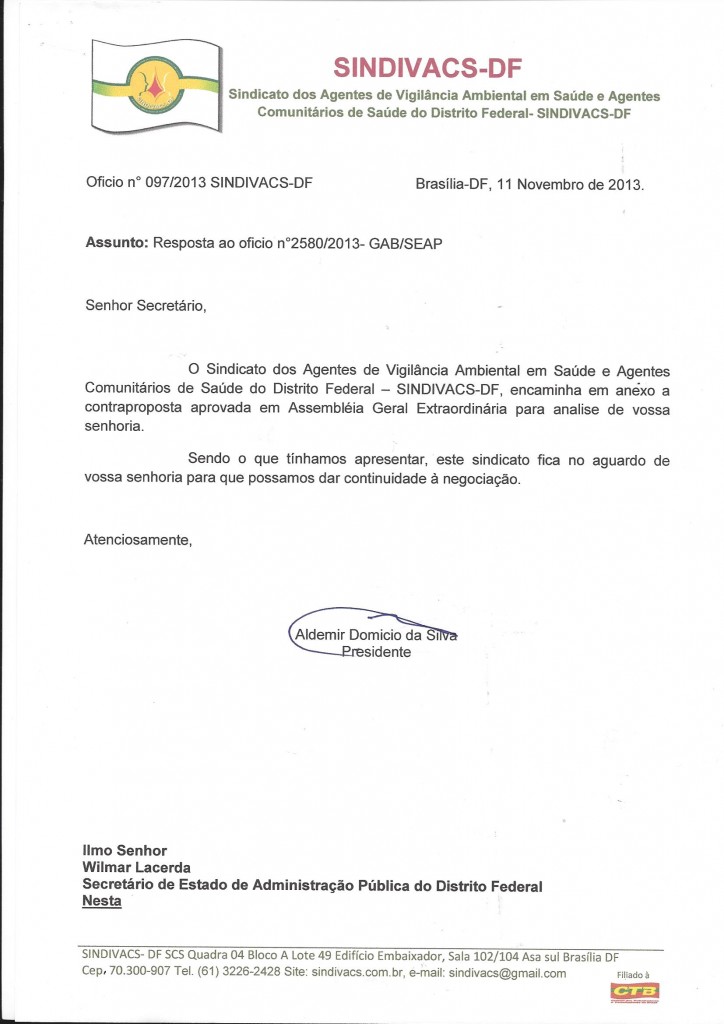 SINDIVACS-DF
Sindicato dos Agentes de Vigilância Ambiental em Saúde e Agentes
Comunitários de Saúde do Distrito Federal- SINDIVACS-DF
Oficio n° 097/2013 SINDIVACS-DF Brasília-DF, 11 Novembro de 2013.
Assunto: Resposta ao oficio n°2580/2013- GAB/SEAP
Senhor Secretário,
O Sindicato dos Agentes de Vigilância Ambiental em Saúde e Agentes
Comunitários de Saúde do Distrito Federal – SINDIVACS-DF, encaminha em anexo a
contraproposta aprovada em Assembléia Geral Extraordinária para analise de vossa
senhoria.
Sendo o que tínhamos apresentar, este sindicato fica no aguardo de
vossa senhoria para que possamos dar continuidade à negociação.
Atenciosamente,
Aldemir Domicio da Silva
Presidente
Ilmo Senhor
Wilmar Lacerda
Secretário de Estado de Administração Pública do Distrito Federal
Nesta
SINDIVACS- DF SCS Quadra 04 Bloco A Lote 49 Edifício Embaixador, Sala 102/104 Asa sul Brasília DF
Cep. 70.300-907 Tel. (61) 3226-2428 Site: sindivacs.com.br, e-mail: sindivacs@gmail.com
Filiado à
CTB